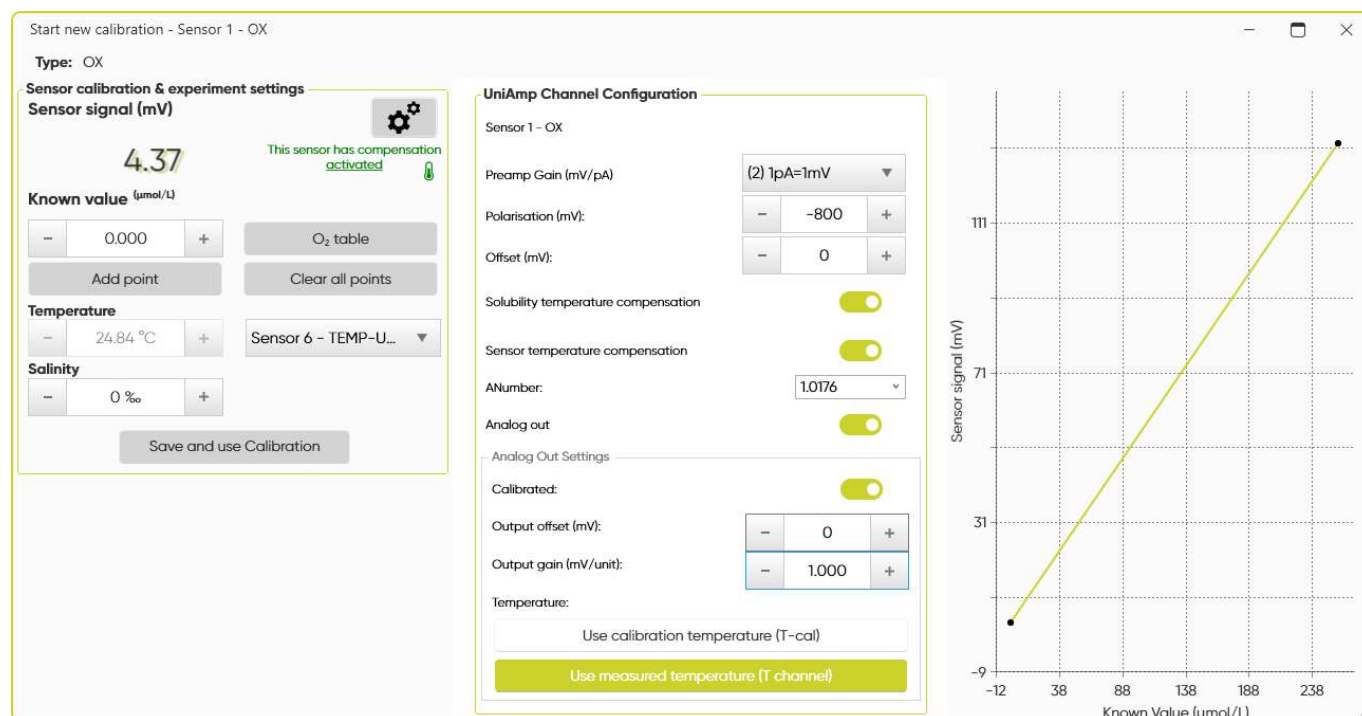 Start new calibration - Sensor 1 - OX
Type: OX
Sensor calibration & experiment settings
Sensor signal (mV)
4.37
This sensor has compensation
activated
Known value (μmol/L)
- 0.000 +
O₂ table
Add point
Clear all points
Temperature
- 24.84 °C +
Sensor 6 - TEMP-U...
Salinity
- 0 ‰ +
Save and use Calibration
UniAmp Channel Configuration
Sensor 1 - OX
Preamp Gain (mV/pA)
(2) 1pA=1mV
Polarisation (mV):
- -800 +
Offset (mV):
- 0 +
Solubility temperature compensation
Sensor temperature compensation
ANumber:
1.0176
Analog out
Analog Out Settings
Calibrated:
Output offset (mV):
- 0 +
Output gain (mV/unit):
- 1.000 +
Temperature:
Use calibration temperature (T-cal)
Use measured temperature (T channel)
Sensor signal (mV)
111
71
31
-9
-12 38 88 138 188 238
Known Value (umol/L)